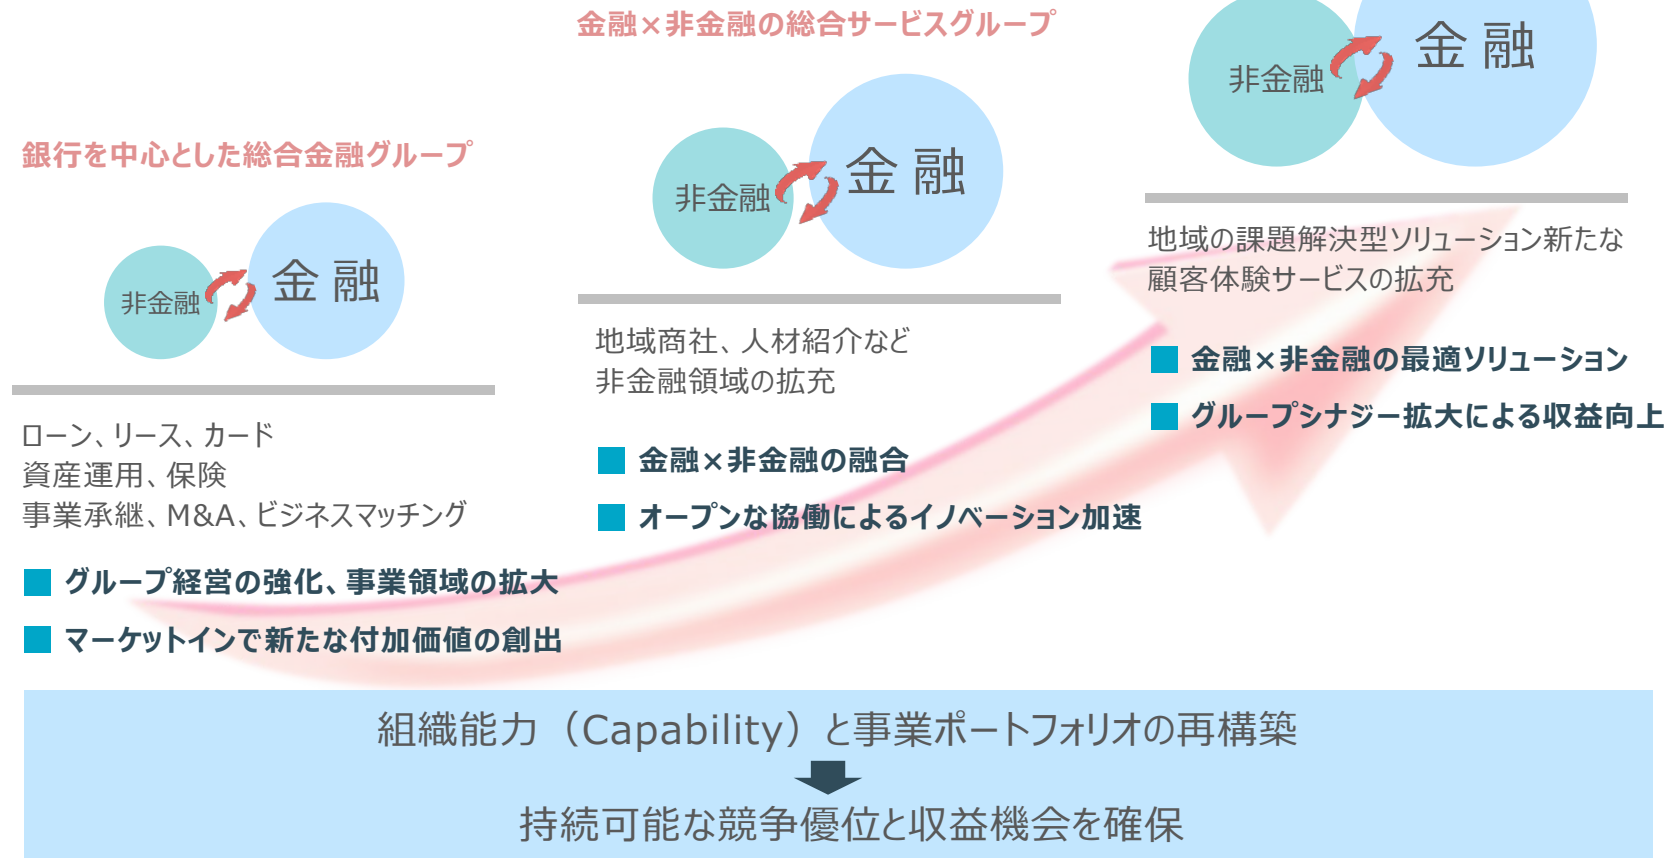 銀行を中心とした総合金融グループ
非金融
金融
ローン、リース、カード
資産運用、保険
事業承継、M&A、ビジネスマッチング
グループ経営の強化、事業領域の拡大
マーケットインで新たな付加価値の創出
金融×非金融の総合サービスグループ
非金融
金融
地域商社、人材紹介など
非金融領域の拡充
金融×非金融の融合
オープンな協働によるイノベーション加速
非金融
金融
地域の課題解決型ソリューション新たな
顧客体験サービスの拡充
金融×非金融の最適ソリューション
グループシナジー拡大による収益向上
組織能力（Capability）と事業ポートフォリオの再構築
持続可能な競争優位と収益機会を確保